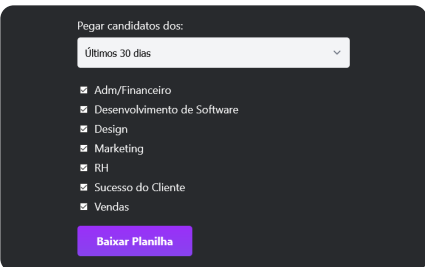 Pegar candidatos dos:
Últimos 30 dias
Adm/Financeiro
Desenvolvimento de Software
Design
Marketing
RH
Sucesso do Cliente
Vendas
Baixar Planilha